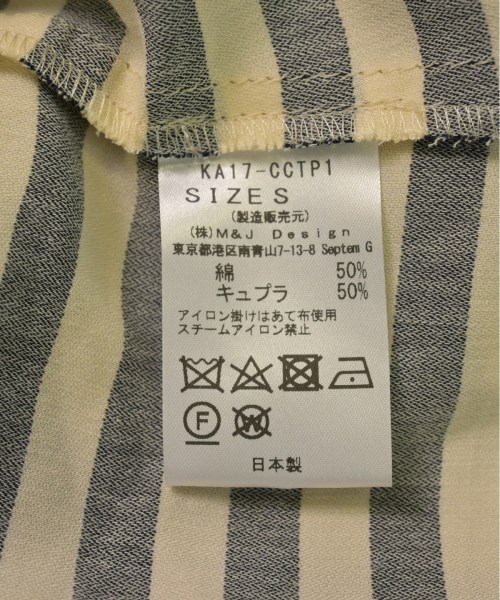 KA17-CCTP1
SIZE S
(製造販売元)
(株)M&J Design
東京都港区南青山7-13-8 Septem G
綿 50%
キュプラ 50%
アイロン掛けはあて布使用
スチームアイロン禁止
F W
日本製